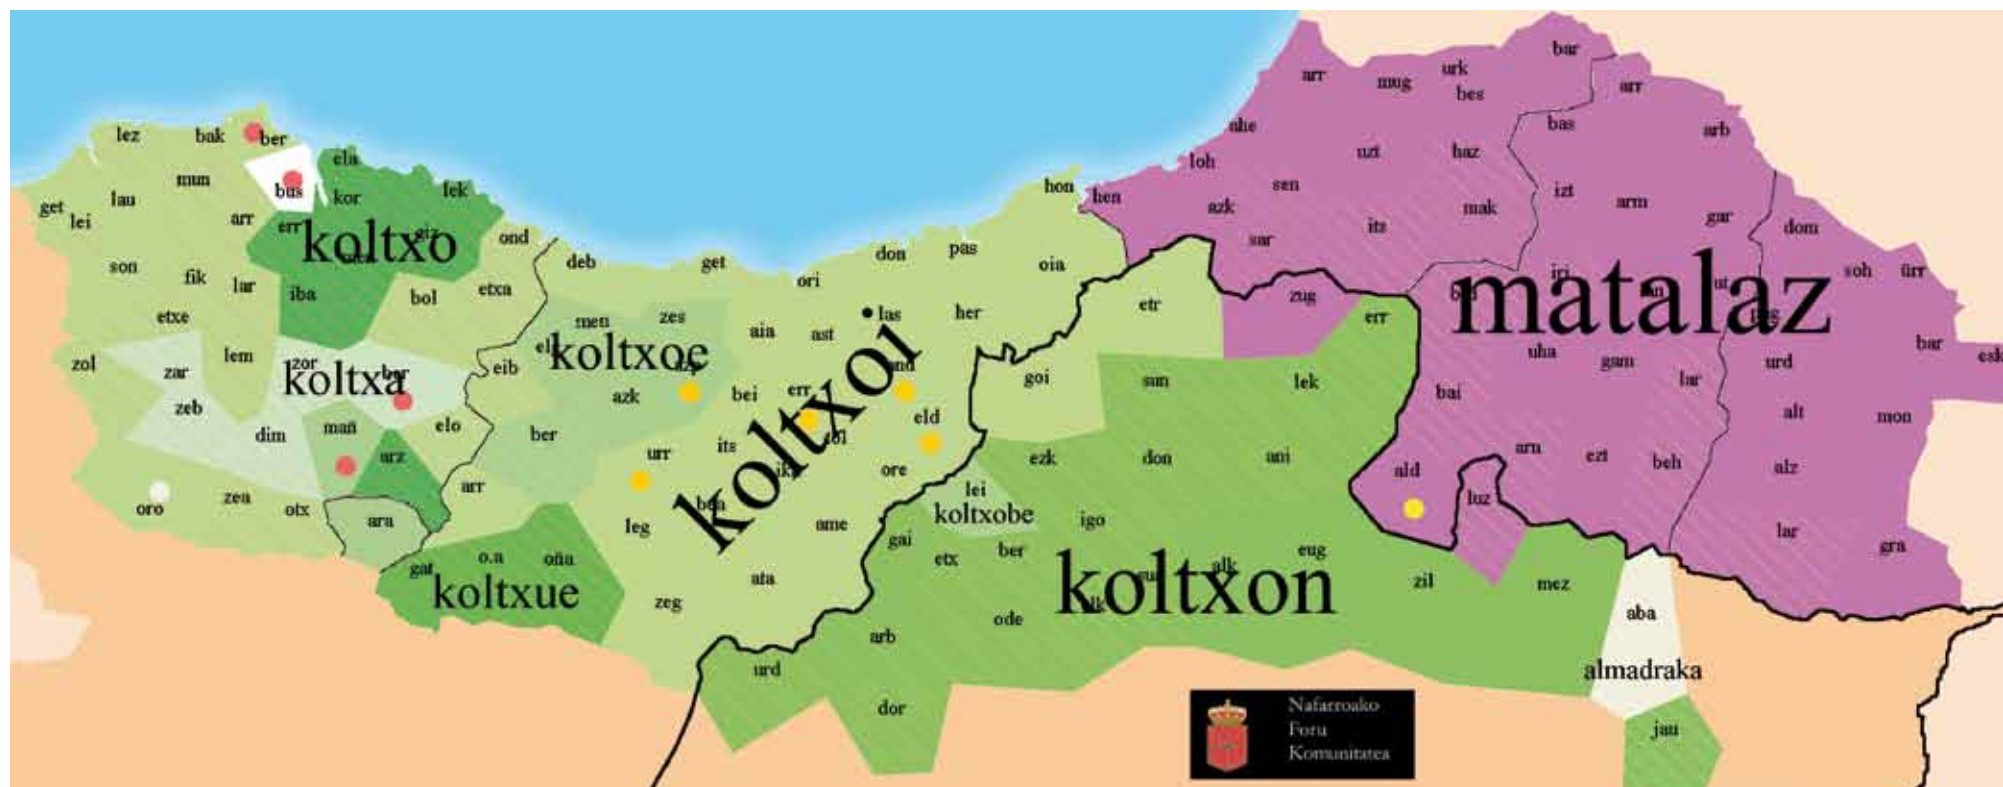 lez
bak
ber
ela
kor
lek
bus
mun
lau
get
lei
arr
err
giz
koltxo
ond
son
fik
lar
iba
bol
etxa
etxe
zol
zar
lem
zor
koltxa
bar
zeb
dim
mañ
elo
urz
oro
zea
otx
ara
arr
gat
o.a
oña
koltxue
deb
get
ori
don
pas
hon
oia
men
zes
aia
ast
las
her
koltxoe
eib
azk
bei
err
ber
urr
its
eld
ore
koltxoi
leg
ame
ata
zeg
hen
loh
ahe
arr
mug
urk
bes
bar
arr
arb
bas
uzt
haz
sen
azk
sar
its
mak
izt
arm
gar
dom
soh
ürr
matalaz
zug
etr
err
goi
sun
lek
uha
gam
lar
urd
bar
esk
bai
alt
mon
ald
arn
ezt
beh
alz
luz
lar
gra
ezk
don
ani
lei
koltxobe
igo
gai
etx
ber
eug
alk
koltxon
zil
mez
ode
arb
urd
dor
aba
almadraka
jau
Nafarroako
Foru
Komunitatea